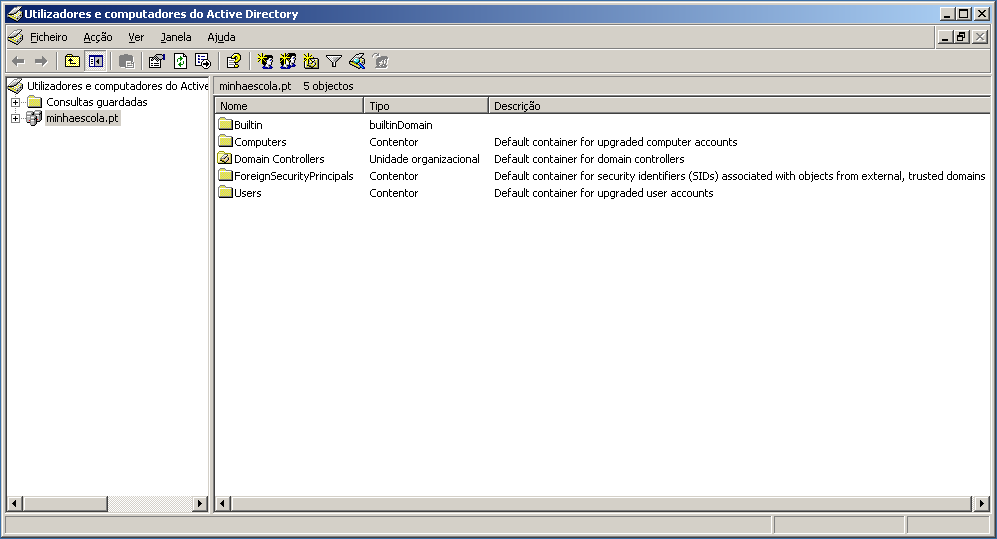 Utilizadores e computadores do Active Directory
Ficheiro Acção Ver Janela Ajuda
Utilizadores e computadores do Active
Consultas guardadas
minhaescola.pt
minhaescola.pt 5 objectos
Nome Tipo Descrição
Builtin builtinDomain
Computers Contentor Default container for upgraded computer accounts
Domain Controllers Unidade organizacional Default container for domain controllers
ForeignSecurityPrincipals Contentor Default container for security identifiers (SIDs) associated with objects from external, trusted domains
Users Contentor Default container for upgraded user accounts